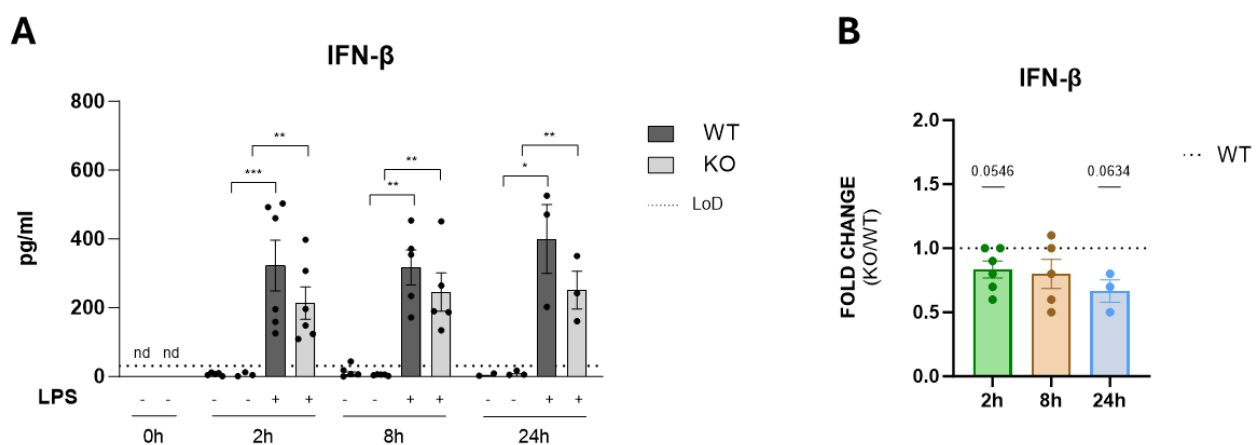 A
IFN-β
800
600
400
200
0
pg/ml
**
***
**
**
**
*
nd nd
WT
KO
LoD
LPS
- - - - + + - - + + - - + +
0h 2h 8h 24h
B
IFN-β
2.0
1.5
1.0
0.5
0.0
FOLD CHANGE
(KO/WT)
0.0546 0.0634
WT
2h 8h 24h